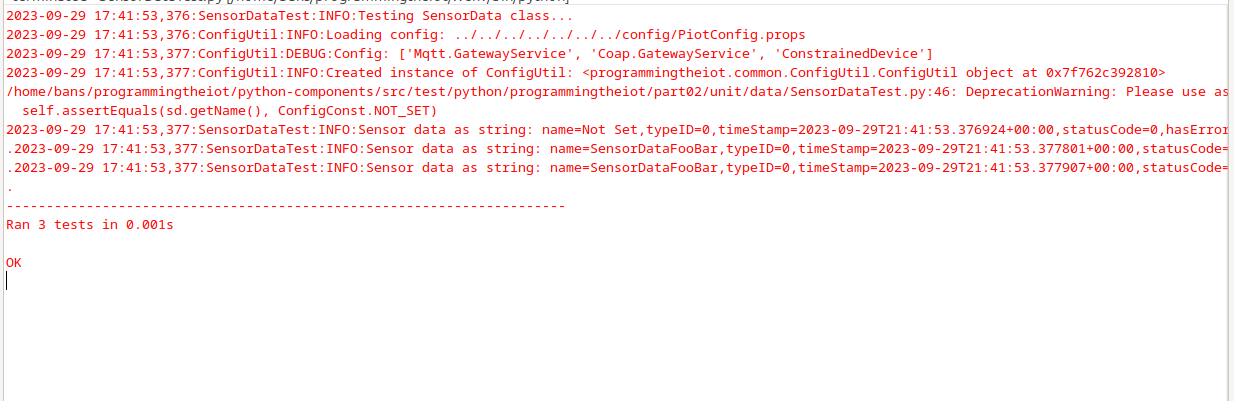 2023-09-29 17:41:53,376:SensorDataTest:INFO:Testing SensorData class...
2023-09-29 17:41:53,376:ConfigUtil:INFO:Loading config: ../../../../../../../config/PiotConfig.props
2023-09-29 17:41:53,377:ConfigUtil:DEBUG:Config: ['Mqtt.GatewayService', 'Coap.GatewayService', 'ConstrainedDevice']
2023-09-29 17:41:53,377:ConfigUtil:INFO:Created instance of ConfigUtil: <programmingtheiot.common.ConfigUtil.ConfigUtil object at 0x7f762c392810>
/home/bans/programmingtheiot/python-components/src/test/python/programmingtheiot/part02/unit/data/SensorDataTest.py:46: DeprecationWarning: Please use as
self.assertEquals(sd.getName(), ConfigConst.NOT_SET)
2023-09-29 17:41:53,377:SensorDataTest:INFO:Sensor data as string: name=Not Set,typeID=0,timeStamp=2023-09-29T21:41:53.376924+00:00,statusCode=0,hasError
.2023-09-29 17:41:53,377:SensorDataTest:INFO:Sensor data as string: name=SensorDataFooBar,typeID=0,timeStamp=2023-09-29T21:41:53.377801+00:00,statusCode=
.2023-09-29 17:41:53,377:SensorDataTest:INFO:Sensor data as string: name=SensorDataFooBar,typeID=0,timeStamp=2023-09-29T21:41:53.377907+00:00,statusCode=
.
----------------------------------------------------------------------
Ran 3 tests in 0.001s
OK